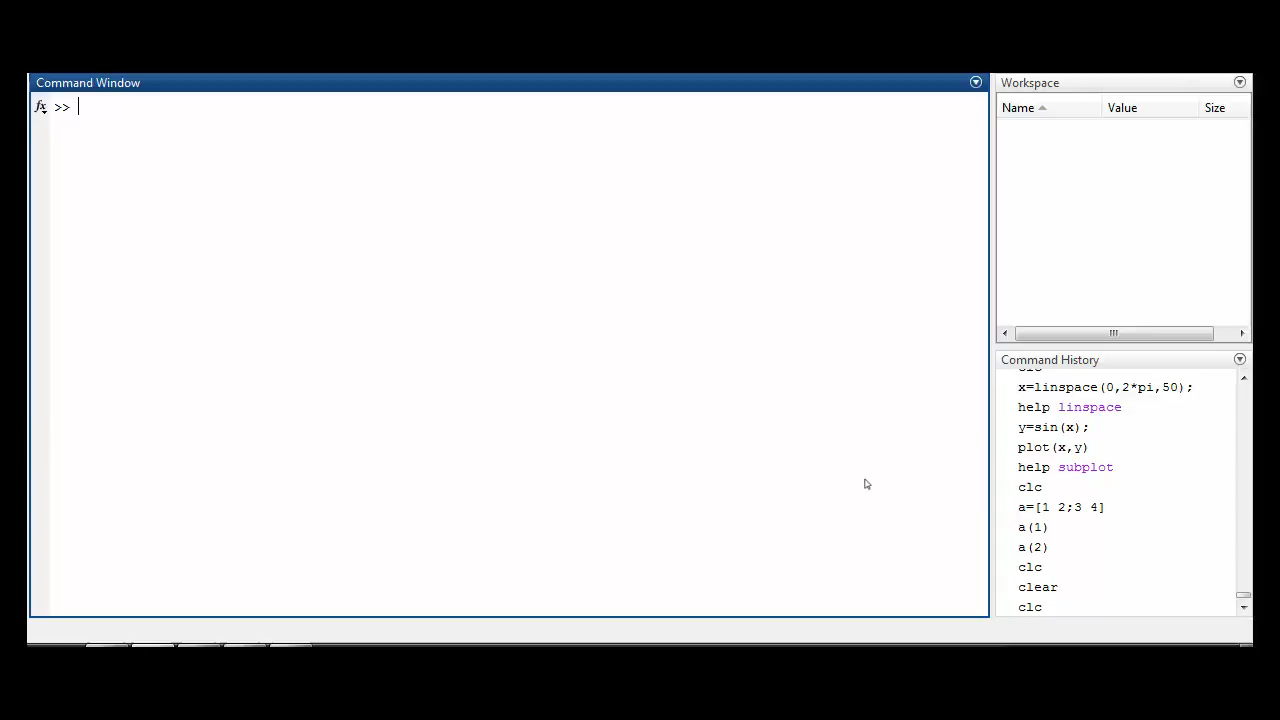 Command Window
fx >>
Workspace
Name Value Size
Command History
clc
x=linspace(0,2*pi,50);
help linspace
y=sin(x);
plot(x,y)
help subplot
clc
a=[1 2;3 4]
a(1)
a(2)
clc
clear
clc